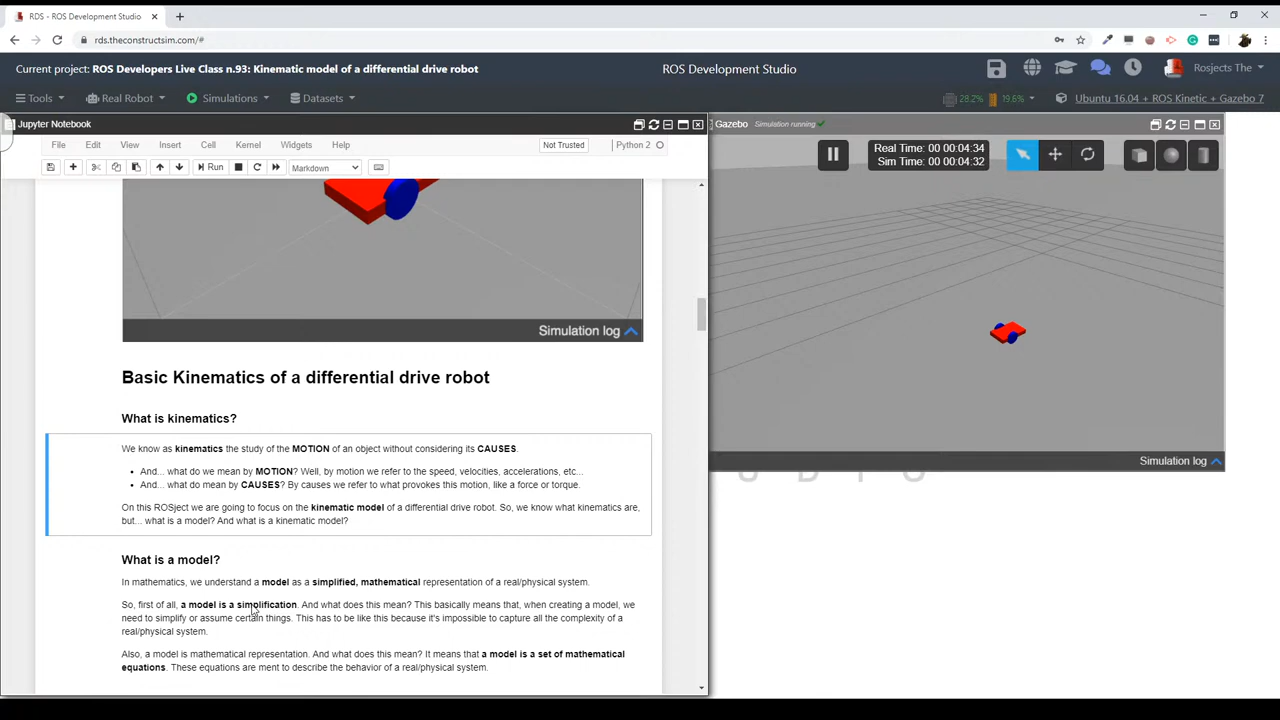 RDS - ROS Development Studio
rds.theconstructsim.com/#
Current project: ROS Developers Live Class n.93: Kinematic model of a differential drive robot
ROS Development Studio
Rosjects The
Tools
Real Robot
Simulations
Datasets
28.2%
19.6%
Ubuntu 16.04 + ROS Kinetic + Gazebo 7
Jupyter Notebook
File Edit View Insert Cell Kernel Widgets Help
Not Trusted
Python 2
Run
Markdown
Simulation log
Basic Kinematics of a differential drive robot
What is kinematics?
We know as kinematics the study of the MOTION of an object without considering its CAUSES.
• And... what do we mean by MOTION? Well, by motion we refer to the speed, velocities, accelerations, etc...
• And... what do mean by CAUSES? By causes we refer to what provokes this motion, like a force or torque.
On this ROSject we are going to focus on the kinematic model of a differential drive robot. So, we know what kinematics are,
but... what is a model? And what is a kinematic model?
What is a model?
In mathematics, we understand a model as a simplified, mathematical representation of a real/physical system.
So, first of all, a model is a simplification. And what does this mean? This basically means that, when creating a model, we
need to simplify or assume certain things. This has to be like this because it's impossible to capture all the complexity of a
real/physical system.
Also, a model is mathematical representation. And what does this mean? It means that a model is a set of mathematical
equations. These equations are ment to describe the behavior of a real/physical system.
Gazebo
Simulation running
Real Time: 00 00:04:34
Sim Time: 00 00:04:32
Simulation log
U D I O